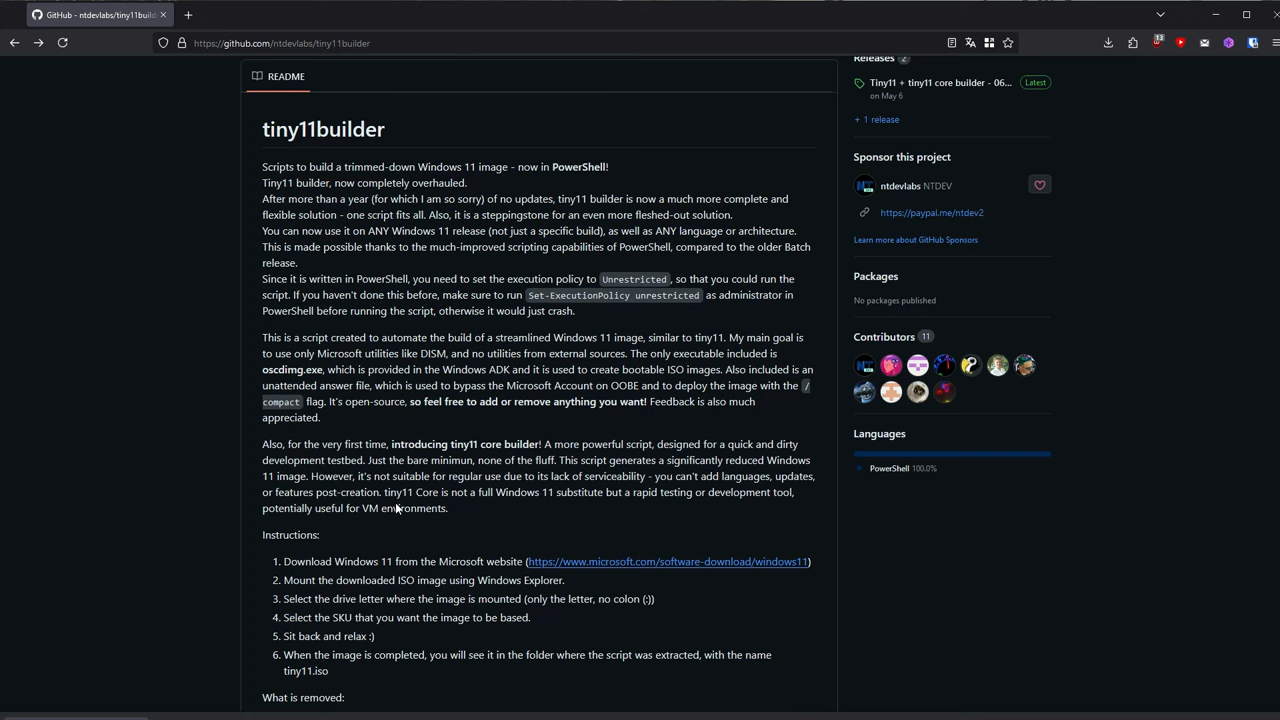 GitHub - ntdevlabs/tiny11build
https://github.com/ntdevlabs/tiny11builder
13
README
tiny11builder
Scripts to build a trimmed-down Windows 11 image - now in PowerShell!
Tiny11 builder, now completely overhauled.
After more than a year (for which I am so sorry) of no updates, tiny11 builder is now a much more complete and
flexible solution - one script fits all. Also, it is a steppingstone for an even more fleshed-out solution.
You can now use it on ANY Windows 11 release (not just a specific build), as well as ANY language or architecture.
This is made possible thanks to the much-improved scripting capabilities of PowerShell, compared to the older Batch
release.
Since it is written in PowerShell, you need to set the execution policy to Unrestricted, so that you could run the
script. If you haven't done this before, make sure to run Set-ExecutionPolicy unrestricted as administrator in
PowerShell before running the script, otherwise it would just crash.
This is a script created to automate the build of a streamlined Windows 11 image, similar to tiny11. My main goal is
to use only Microsoft utilities like DISM, and no utilities from external sources. The only executable included is
oscdimg.exe, which is provided in the Windows ADK and it is used to create bootable ISO images. Also included is an
unattended answer file, which is used to bypass the Microsoft Account on OOBE and to deploy the image with the /
compact flag. It's open-source, so feel free to add or remove anything you want! Feedback is also much
appreciated.
Also, for the very first time, introducing tiny11 core builder! A more powerful script, designed for a quick and dirty
development testbed. Just the bare minimun, none of the fluff. This script generates a significantly reduced Windows
11 image. However, it's not suitable for regular use due to its lack of serviceability - you can't add languages, updates,
or features post-creation. tiny11 Core is not a full Windows 11 substitute but a rapid testing or development tool,
potentially useful for VM environments.
Instructions:
1. Download Windows 11 from the Microsoft website (https://www.microsoft.com/software-download/windows11)
2. Mount the downloaded ISO image using Windows Explorer.
3. Select the drive letter where the image is mounted (only the letter, no colon (:))
4. Select the SKU that you want the image to be based.
5. Sit back and relax :)
6. When the image is completed, you will see it in the folder where the script was extracted, with the name
tiny11.iso
What is removed:
Releases 2
Tiny11 + tiny11 core builder - 06...
Latest
on May 6
+ 1 release
Sponsor this project
ntdevlabs NTDEV
https://paypal.me/ntdev2
Learn more about GitHub Sponsors
Packages
No packages published
Contributors 11
Languages
PowerShell 100.0%